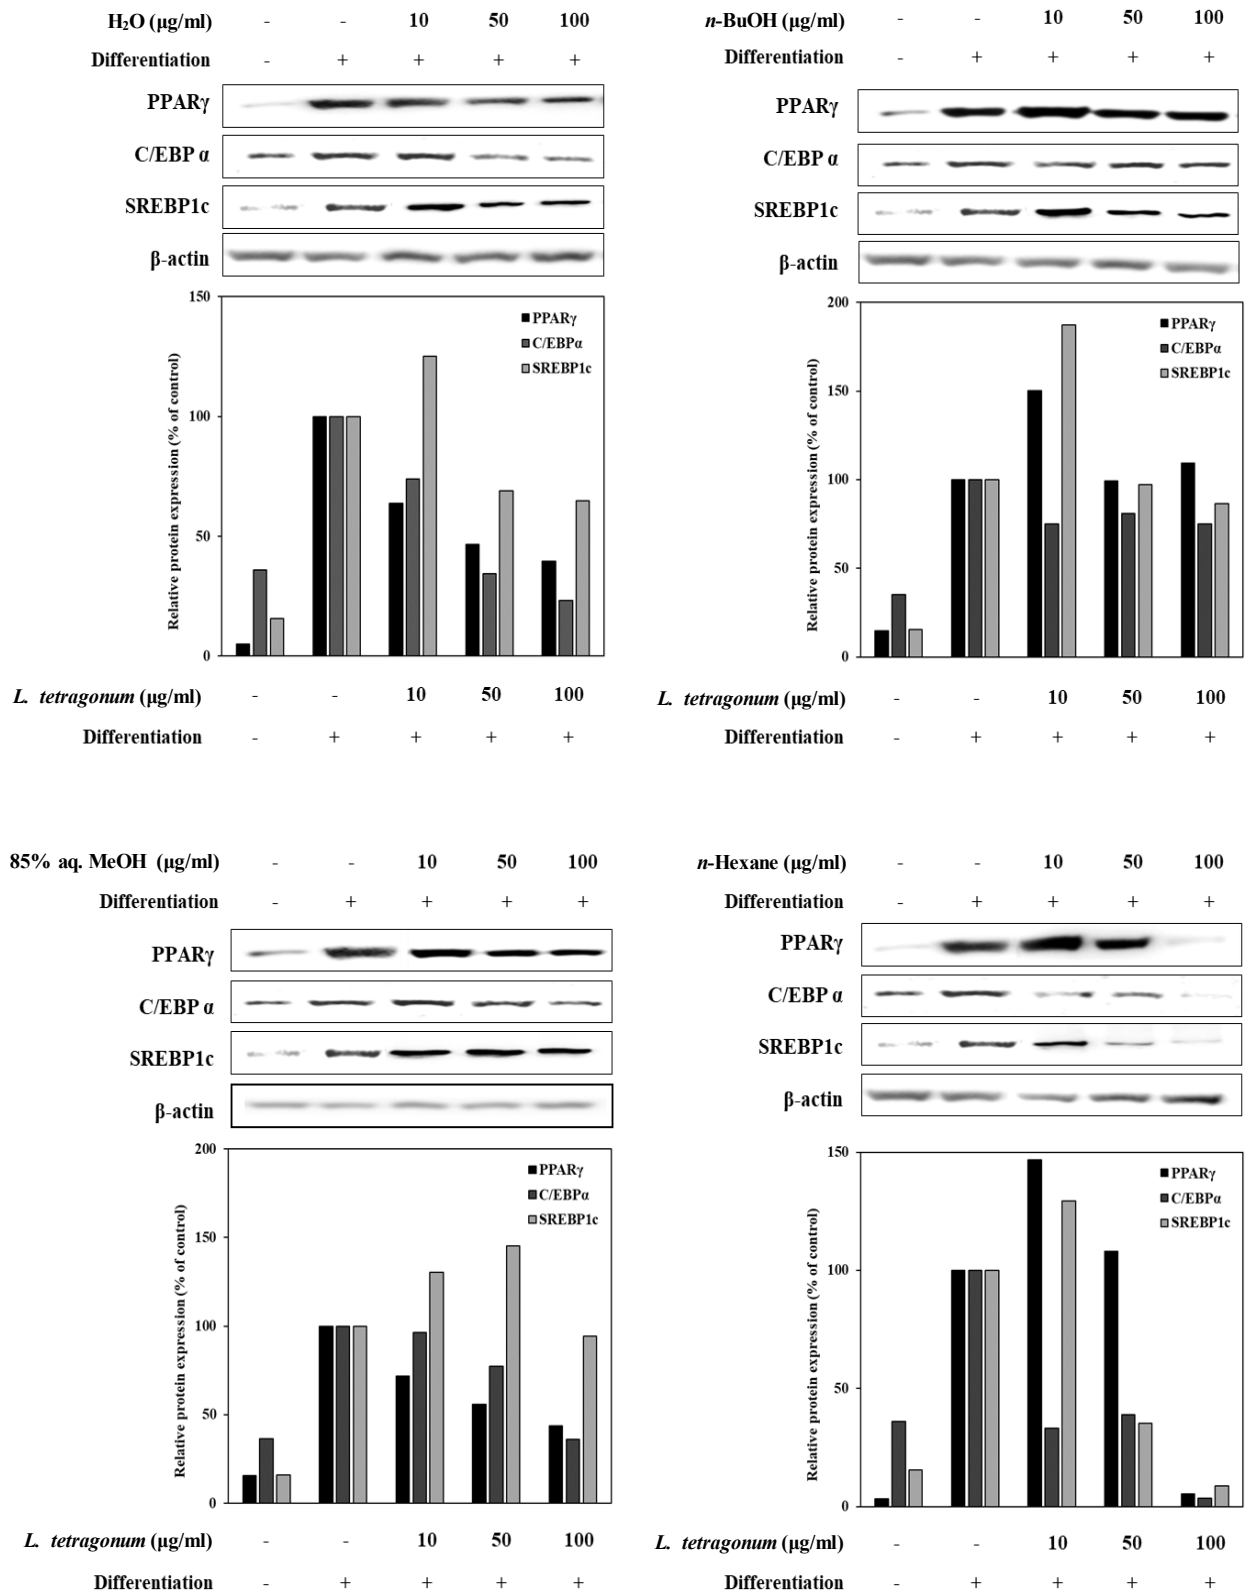 H₂O (μg/ml) - - 10 50 100
Differentiation - + + + +
PPARγ
C/EBP α
SREBP1c
β-actin
150
100
50
0
Relative protein expression (% of control)
PPARγ
C/EBPα
SREBP1c
L. tetragonum (μg/ml) - - 10 50 100
Differentiation - + + + +
n-BuOH (μg/ml) - - 10 50 100
Differentiation - + + + +
PPARγ
C/EBP α
SREBP1c
β-actin
200
150
100
50
0
Relative protein expression (% of control)
PPARγ
C/EBPα
SREBP1c
L. tetragonum (μg/ml) - - 10 50 100
Differentiation - + + + +
85% aq. MeOH (μg/ml) - - 10 50 100
Differentiation - + + + +
PPARγ
C/EBP α
SREBP1c
β-actin
200
150
100
50
0
Relative protein expression (% of control)
PPARγ
C/EBPα
SREBP1c
L. tetragonum (μg/ml) - - 10 50 100
Differentiation - + + + +
n-Hexane (μg/ml) - - 10 50 100
Differentiation - + + + +
PPARγ
C/EBP α
SREBP1c
β-actin
150
100
50
0
Relative protein expression (% of control)
PPARγ
C/EBPα
SREBP1c
L. tetragonum (μg/ml) - - 10 50 100
Differentiation - + + + +